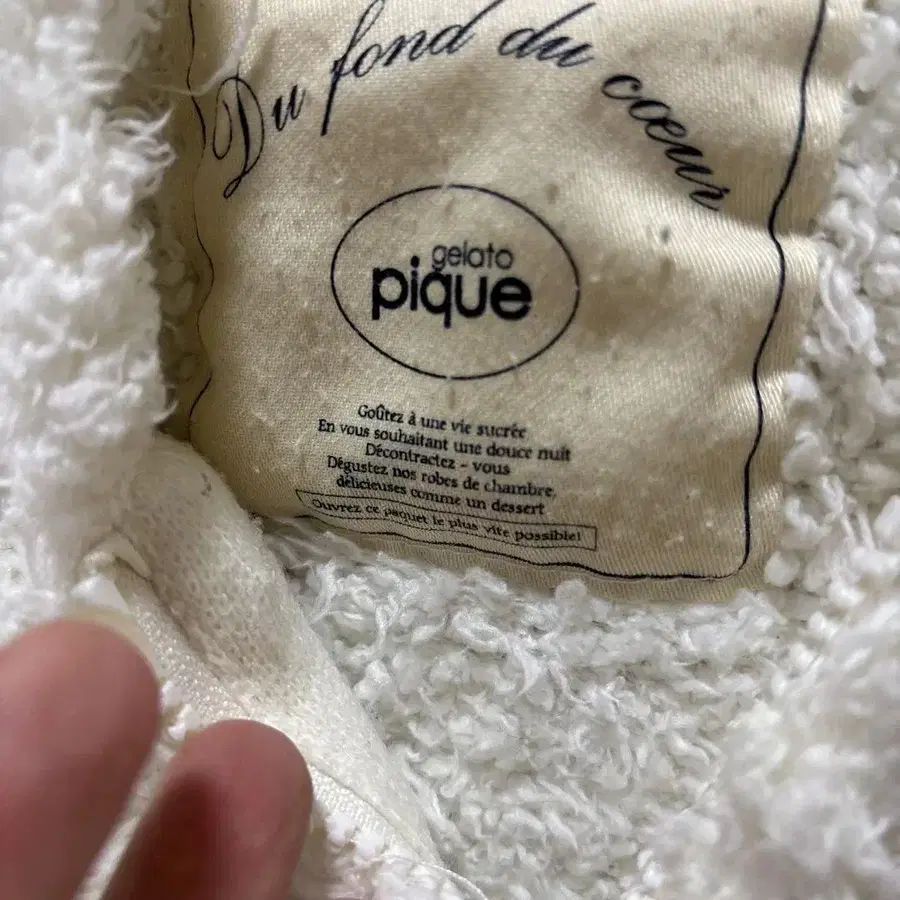 Du fond du cœur
gelato
pique
Goûtez à une vie sucrée
En vous souhaitant une douce nuit
Décontractez - vous
Dégustez nos robes de chambre,
délicieuses comme un dessert
Ouvrez ce paquet le plus vite possible!